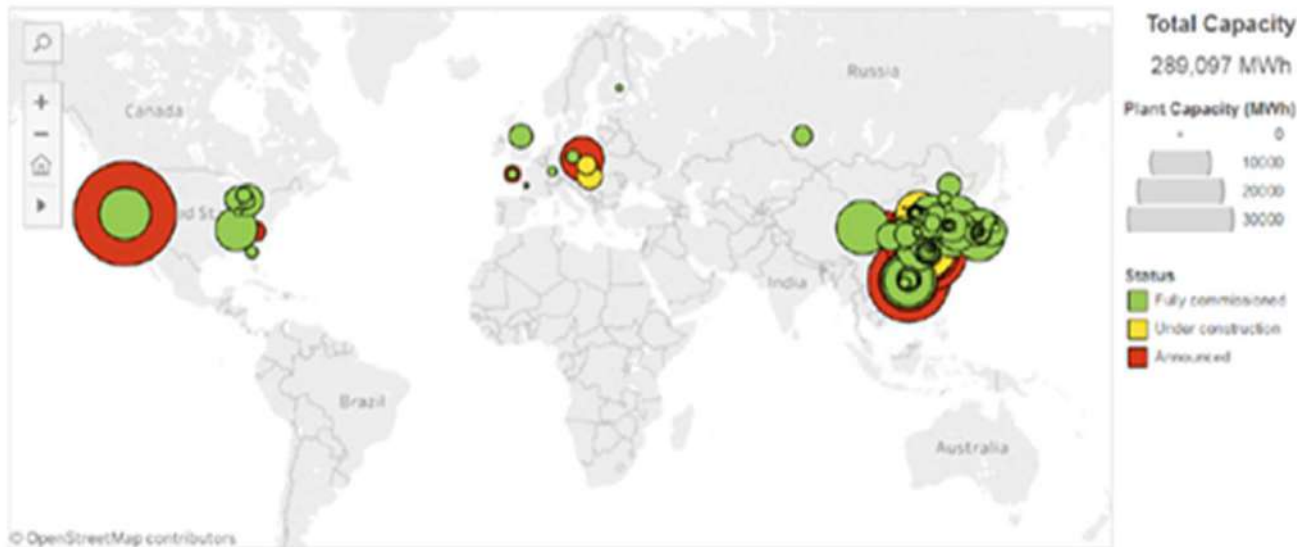 Total Capacity
289,097 MWh
Plant Capacity (MWh)
0
10000
20000
30000
Status
Fully commissioned
Under construction
Announced
Russia
Canada
d St
India
Brazil
Australia
© OpenStreetMap contributors